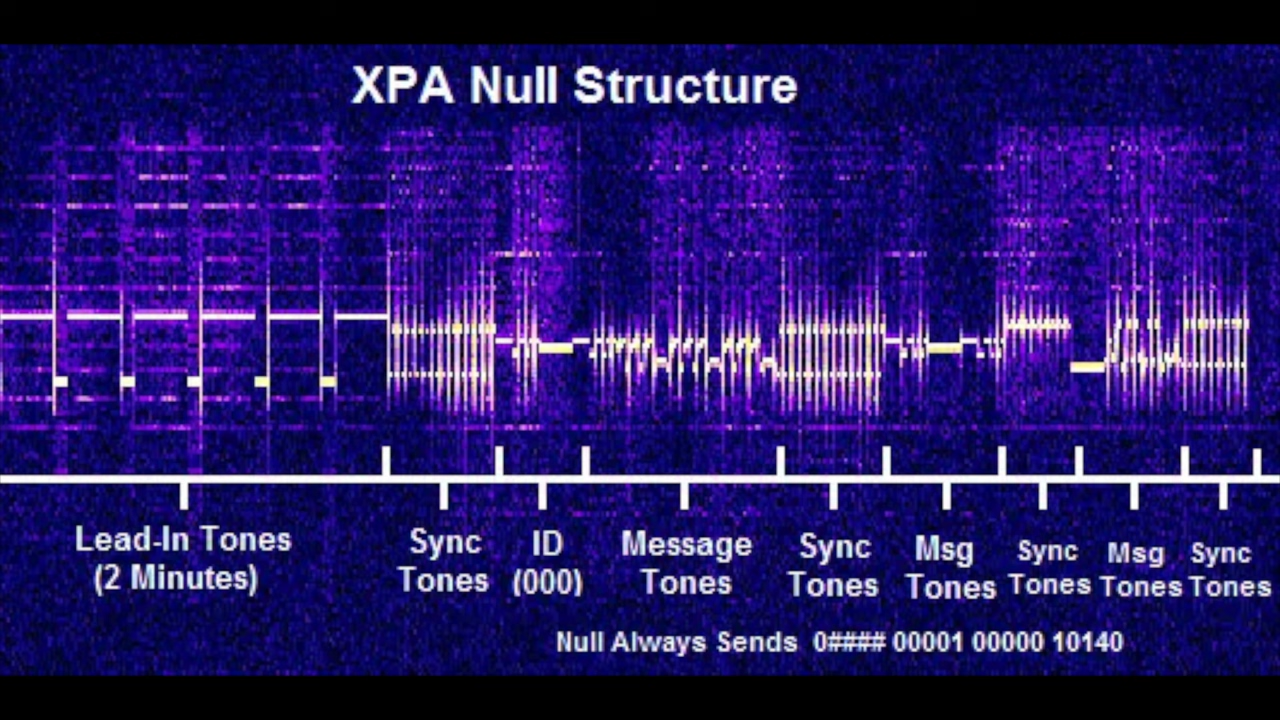 XPA Null Structure
Lead-In Tones
(2 Minutes)
Sync
Tones
ID
(000)
Message
Tones
Sync
Tones
Msg
Tones
Sync
Tones
Msg
Tones
Sync
Tones
Null Always Sends 0#### 00001 00000 10140